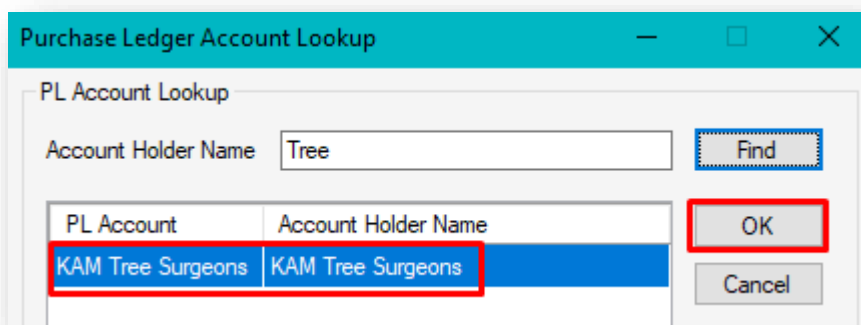 Purchase Ledger Account Lookup
PL Account Lookup
Account Holder Name Tree Find
PL Account Account Holder Name OK
KAM Tree Surgeons KAM Tree Surgeons
Cancel